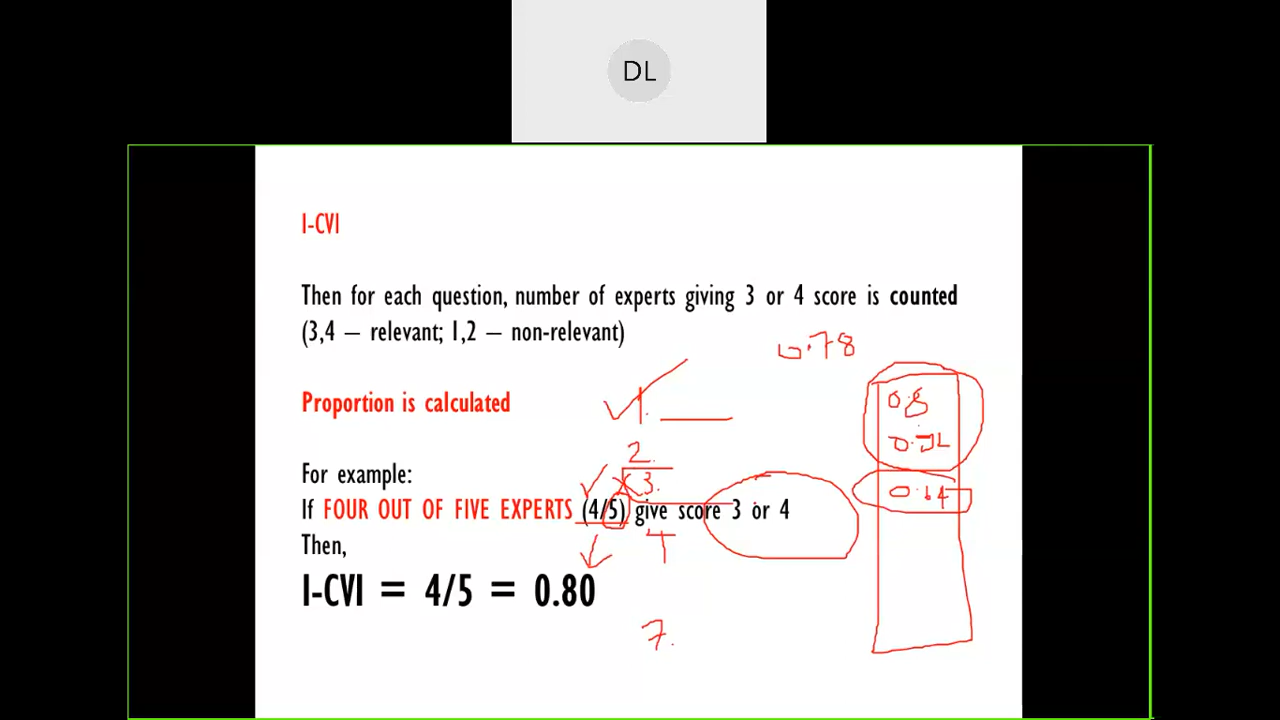 DL
I-CVI
Then for each question, number of experts giving 3 or 4 score is counted
(3,4 – relevant; 1,2 – non-relevant)
0.78
Proportion is calculated
1.
0.8
2.
For example:
3.
0.64
If FOUR OUT OF FIVE EXPERTS (4/5) give score 3 or 4
Then,
4
I-CVI = 4/5 = 0.80
7.